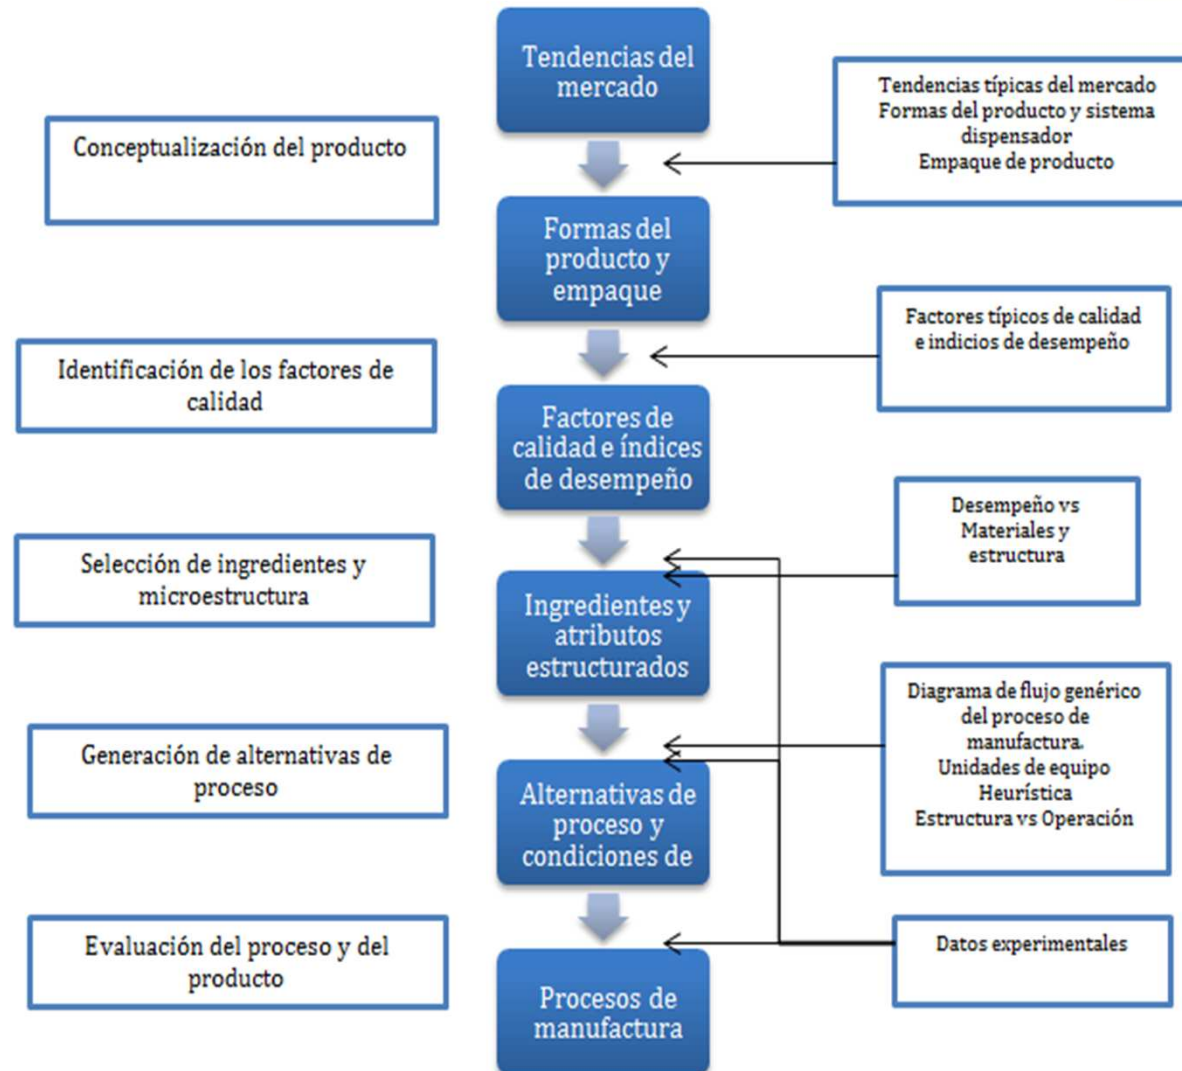 Tendencias del
mercado
Tendencias típicas del mercado
Formas del producto y sistema
dispensador
Empaque de producto
Conceptualización del producto
Formas del
producto y
empaque
Factores típicos de calidad
e indicios de desempeño
Identificación de los factores de
calidad
Factores de
calidad e índices
de desempeño
Desempeño vs
Materiales y
estructura
Selección de ingredientes y
microestructura
Ingredientes y
atributos
estructurados
Diagrama de flujo genérico
del proceso de
manufactura.
Unidades de equipo
Heurística
Estructura vs Operación
Generación de alternativas de
proceso
Alternativas de
proceso y
condiciones de
Evaluación del proceso y del
producto
Datos experimentales
Procesos de
manufactura